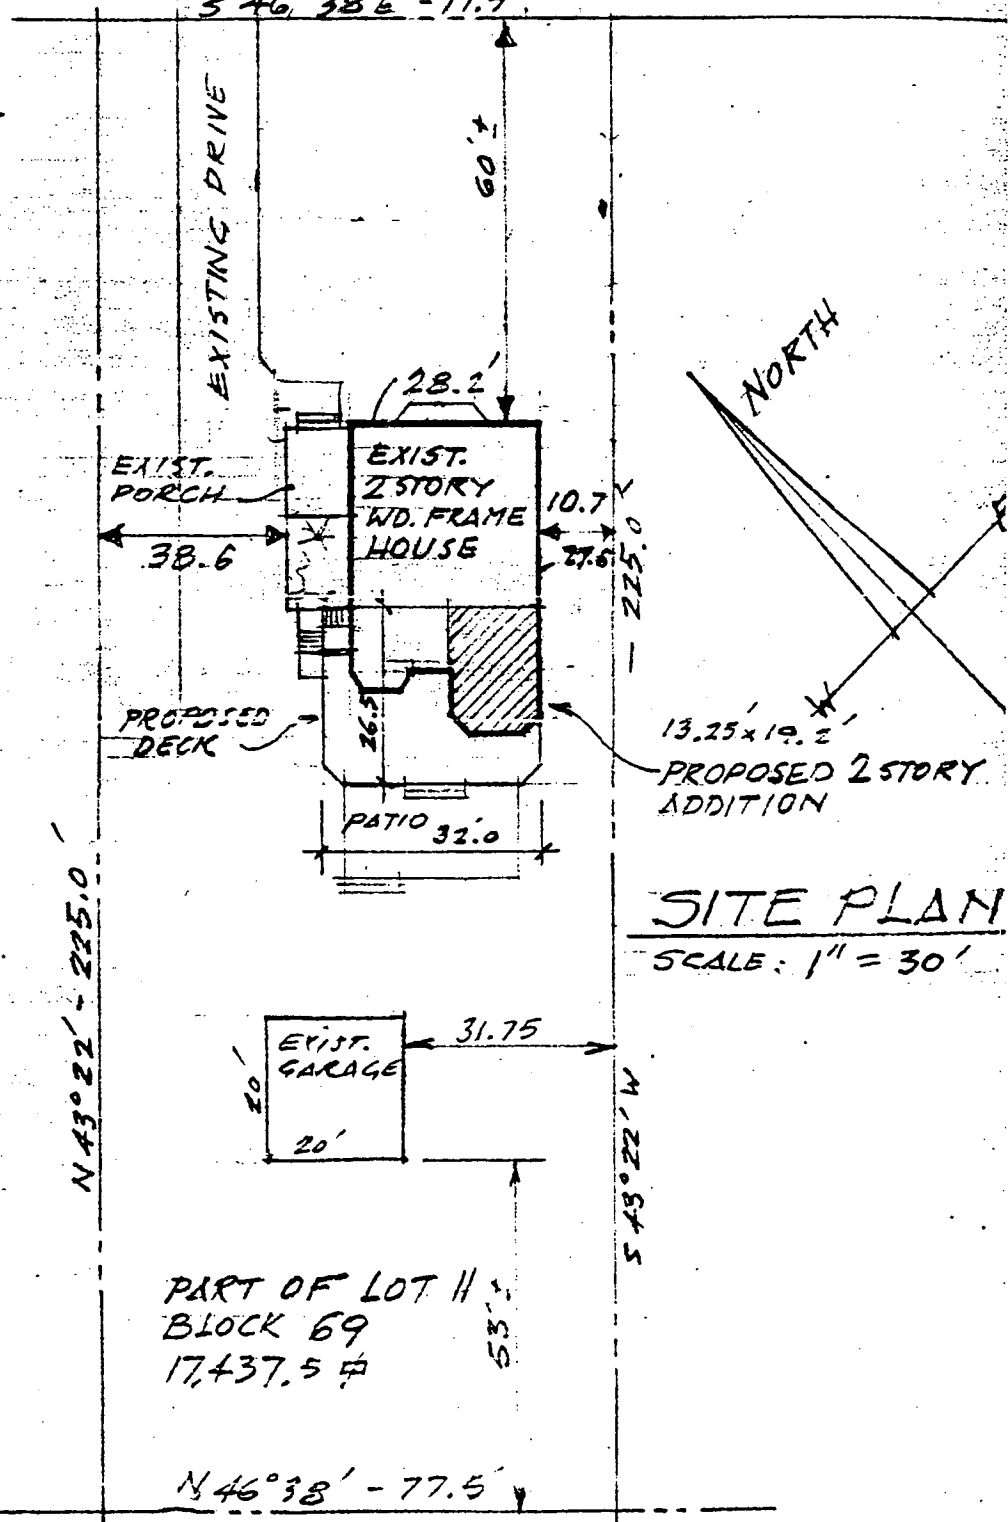 S 46, 38 E - 77.5
EXISTING DRIVE
60'±
NORTH
28.2'
EXIST.
PORCH
EXIST.
2 STORY
WD. FRAME
HOUSE
10.7
27.6
38.6
- 225.0'
W
PROPOSED
DECK
26.5
13.25' x 19.2'
PROPOSED 2 STORY
ADDITION
PATIO 32.0'
SITE PLAN
SCALE: 1" = 30'
N 43° 22' - 225.0'
EXIST.
GARAGE
31.75
20'
20'
S 43° 22' W
PART OF LOT 11
BLOCK 69
17,437.5
53'±
N 46° 38' - 77.5'